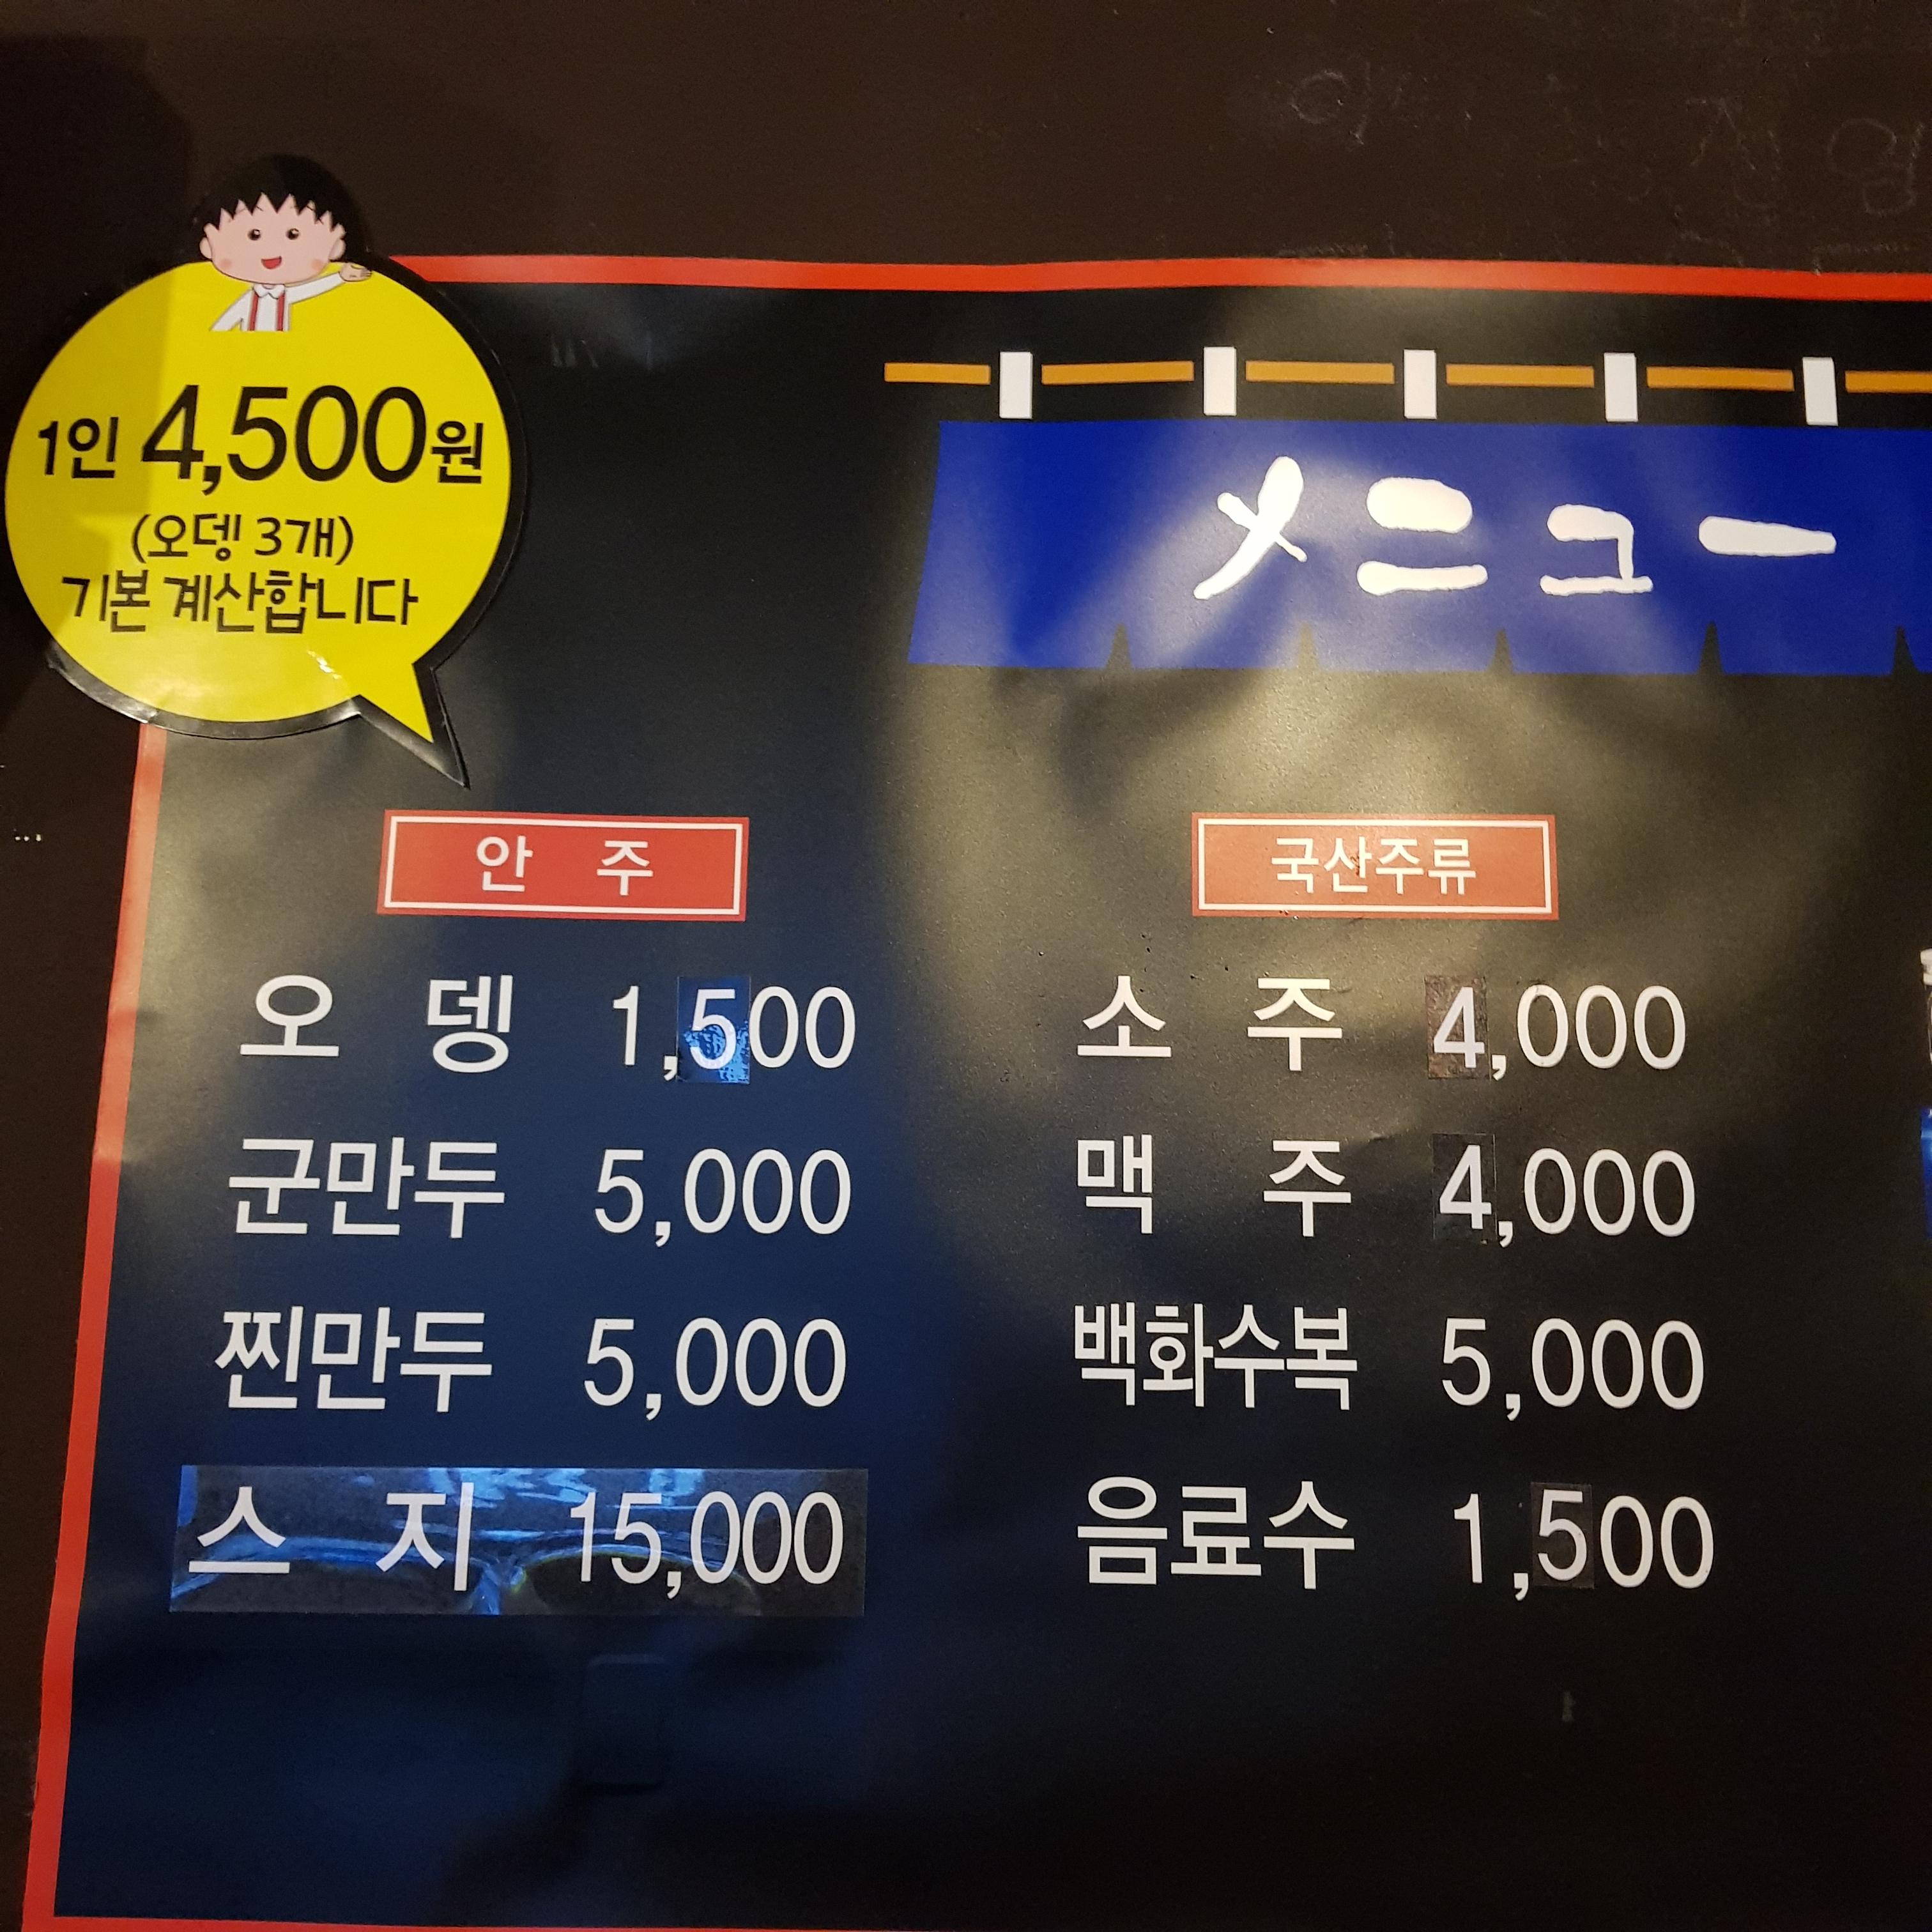 1인 4,500원
(오뎅 3개)
기본 계산합니다
メニュー
안 주
오 뎅 1,500
군만두 5,000
찐만두 5,000
스 지 15,000
국산주류
소 주 4,000
맥 주 4,000
백화수복 5,000
음료수 1,500